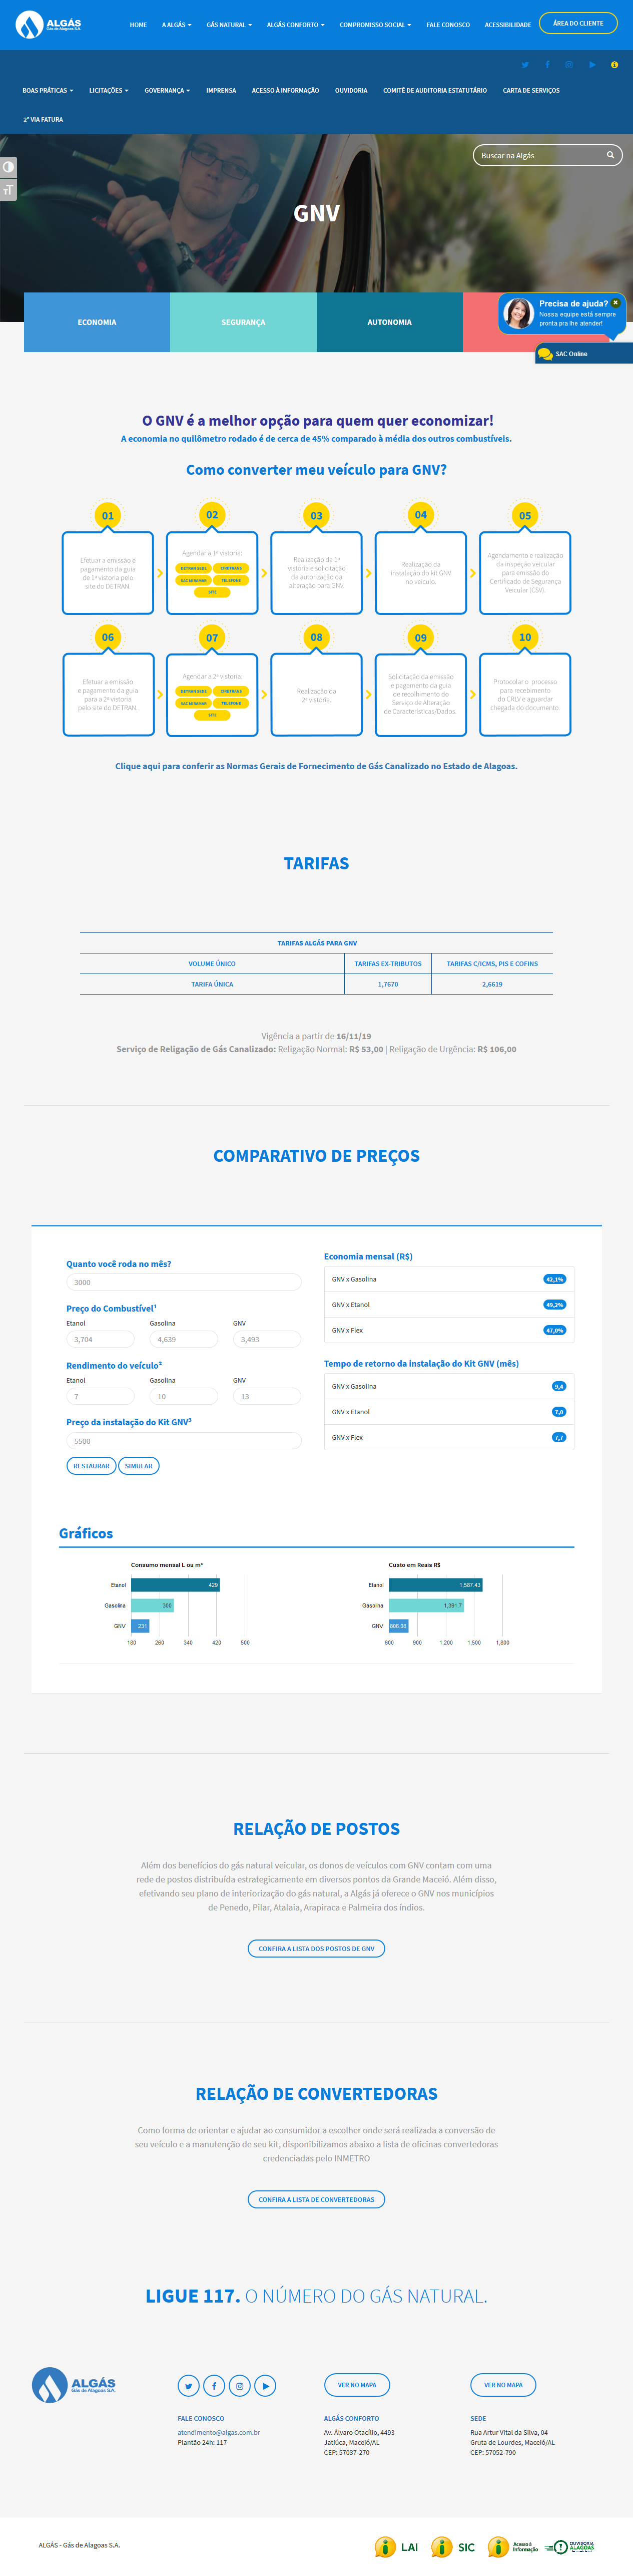 ALGÁS
Gás de Alagoas S.A.
HOME
A ALGÁS
GÁS NATURAL
ALGÁS CONFORTO
COMPROMISSO SOCIAL
FALE CONOSCO
ACESSIBILIDADE
ÁREA DO CLIENTE
BOAS PRÁTICAS
LICITAÇÕES
GOVERNANÇA
IMPRENSA
ACESSO À INFORMAÇÃO
OUVIDORIA
COMITÊ DE AUDITORIA ESTATUTÁRIO
CARTA DE SERVIÇOS
2ª VIA FATURA
Buscar na Algás
GNV
ECONOMIA
SEGURANÇA
AUTONOMIA
Precisa de ajuda?
Nossa equipe está sempre
pronta pra lhe atender!
SAC Online
O GNV é a melhor opção para quem quer economizar!
A economia no quilômetro rodado é de cerca de 45% comparado à média dos outros combustíveis.
Como converter meu veículo para GNV?
01
Efetuar a emissão e
pagamento da guia
de 1ª vistoria pelo
site do DETRAN.
02
Agendar a 1ª vistoria:
DETRAN SEDE
CIRETRANS
SAC MIRAMAR
TELEFONE
SITE
03
Realização da 1ª
vistoria e solicitação
da autorização da
alteração para GNV.
04
Realização da
instalação do kit GNV
no veículo.
05
Agendamento e realização
da inspeção veicular
para emissão do
Certificado de Segurança
Veicular (CSV).
06
Efetuar a emissão
e pagamento da guia
para a 2ª vistoria
pelo site do DETRAN.
07
Agendar a 2ª vistoria:
DETRAN SEDE
CIRETRANS
SAC MIRAMAR
TELEFONE
SITE
08
Realização da
2ª vistoria.
09
Solicitação da emissão
e pagamento da guia
de recolhimento do
Serviço de Alteração
de Características/Dados.
10
Protocolar o processo
para recebimento
do CRLV e aguardar
chegada do documento.
Clique aqui para conferir as Normas Gerais de Fornecimento de Gás Canalizado no Estado de Alagoas.
TARIFAS
TARIFAS ALGÁS PARA GNV
VOLUME ÚNICO
TARIFAS EX-TRIBUTOS
TARIFAS C/ICMS, PIS E COFINS
TARIFA ÚNICA
1,7670
2,6619
Vigência a partir de 16/11/19
Serviço de Religação de Gás Canalizado: Religação Normal: R$ 53,00 | Religação de Urgência: R$ 106,00
COMPARATIVO DE PREÇOS
Quanto você roda no mês?
3000
Preço do Combustível¹
Etanol
Gasolina
GNV
3,704
4,639
3,493
Rendimento do veículo²
Etanol
Gasolina
GNV
7
10
13
Preço da instalação do Kit GNV³
5500
RESTAURAR
SIMULAR
Economia mensal (R$)
GNV x Gasolina
42,1%
GNV x Etanol
49,2%
GNV x Flex
47,0%
Tempo de retorno da instalação do Kit GNV (mês)
GNV x Gasolina
9,4
GNV x Etanol
7,0
GNV x Flex
7,7
Gráficos
Consumo mensal L ou m³
Etanol
429
Gasolina
300
GNV
231
180
260
340
420
500
Custo em Reais R$
Etanol
1,587.43
Gasolina
1,391.7
GNV
806.08
600
900
1,200
1,500
1,800
RELAÇÃO DE POSTOS
Além dos benefícios do gás natural veicular, os donos de veículos com GNV contam com uma
rede de postos distribuída estrategicamente em diversos pontos da Grande Maceió. Além disso,
efetivando seu plano de interiorização do gás natural, a Algás já oferece o GNV nos municípios
de Penedo, Pilar, Atalaia, Arapiraca e Palmeira dos índios.
CONFIRA A LISTA DOS POSTOS DE GNV
RELAÇÃO DE CONVERTEDORAS
Como forma de orientar e ajudar ao consumidor a escolher onde será realizada a conversão de
seu veículo e a manutenção de seu kit, disponibilizamos abaixo a lista de oficinas convertedoras
credenciadas pelo INMETRO
CONFIRA A LISTA DE CONVERTEDORAS
LIGUE 117. O NÚMERO DO GÁS NATURAL.
ALGÁS
Gás de Alagoas S.A.
FALE CONOSCO
atendimento@algas.com.br
Plantão 24h: 117
VER NO MAPA
ALGÁS CONFORTO
Av. Álvaro Otacílio, 4493
Jatiúca, Maceió/AL
CEP: 57037-270
VER NO MAPA
SEDE
Rua Artur Vital da Silva, 04
Gruta de Lourdes, Maceió/AL
CEP: 57052-790
ALGÁS - Gás de Alagoas S.A.
LAI
SIC
Acesso à
Informação
OUVIDORIA
ALAGOAS